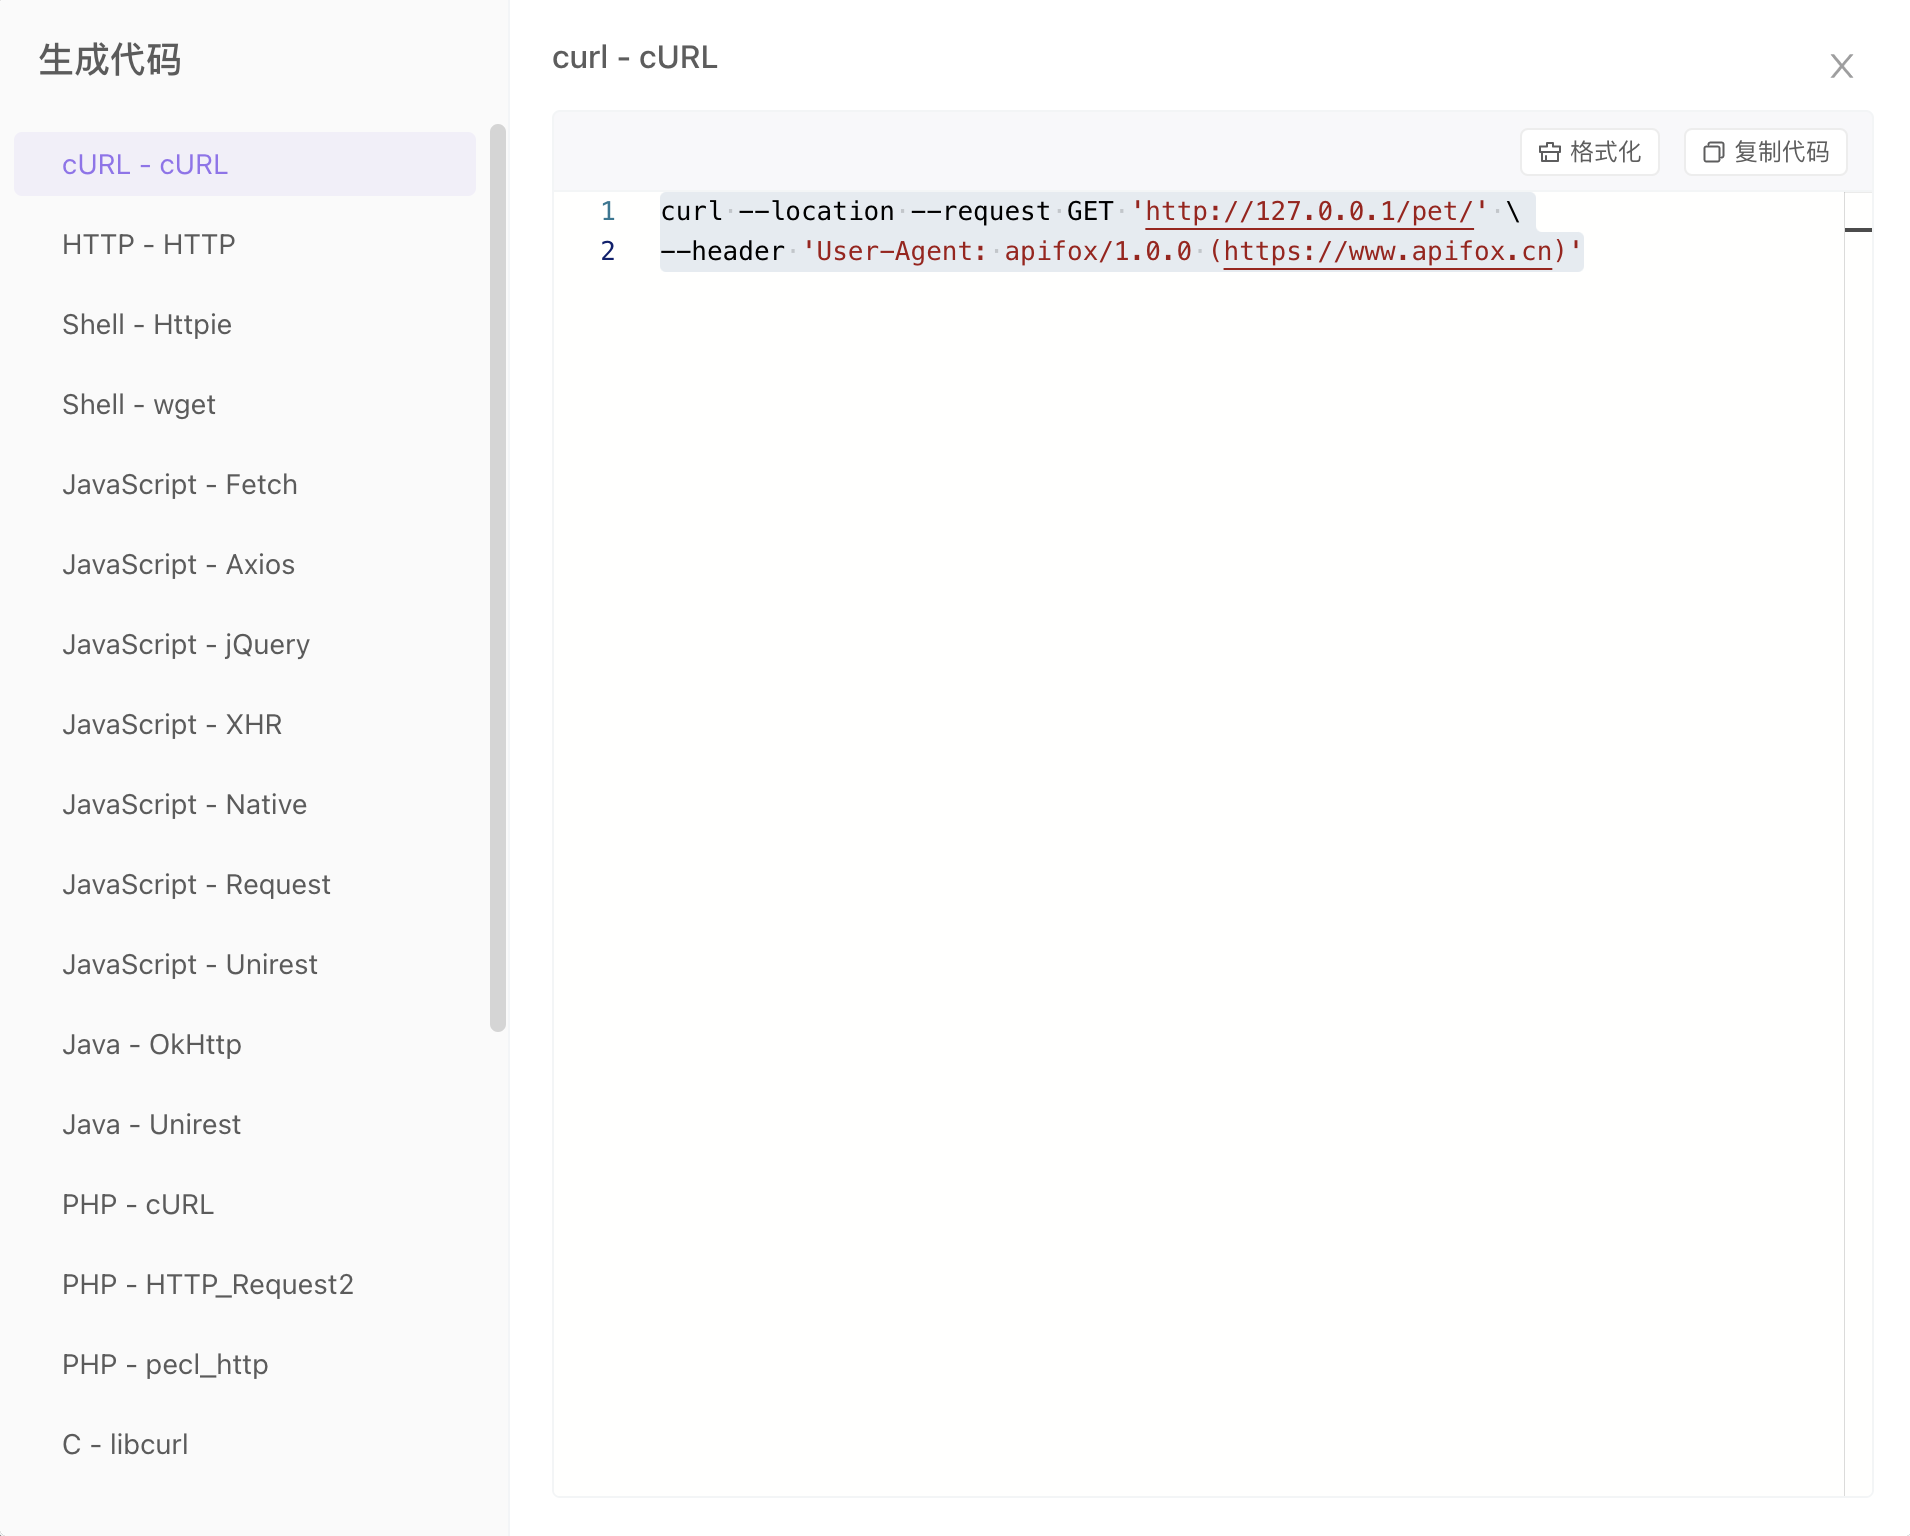 生成代码
cURL - cURL
HTTP - HTTP
Shell - Httpie
Shell - wget
JavaScript - Fetch
JavaScript - Axios
JavaScript - jQuery
JavaScript - XHR
JavaScript - Native
JavaScript - Request
JavaScript - Unirest
Java - OkHttp
Java - Unirest
PHP - cURL
PHP - HTTP_Request2
PHP - pecl_http
C - libcurl
curl - cURL
格式化
复制代码
1 curl --location --request GET 'http://127.0.0.1/pet/' \
2 --header 'User-Agent: apifox/1.0.0 (https://www.apifox.cn)'